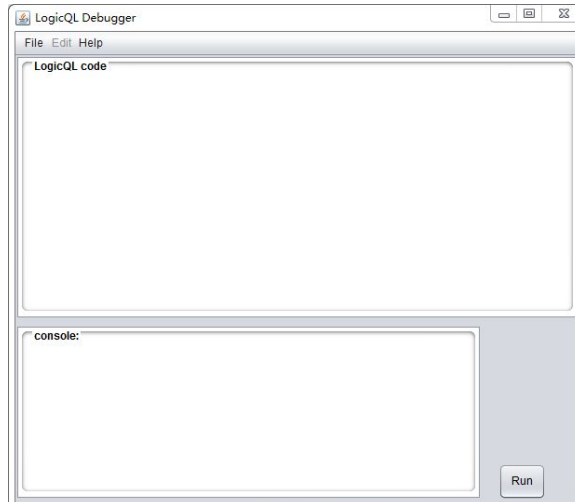 LogicQL Debugger
File Edit Help
LogicQL code
console:
Run